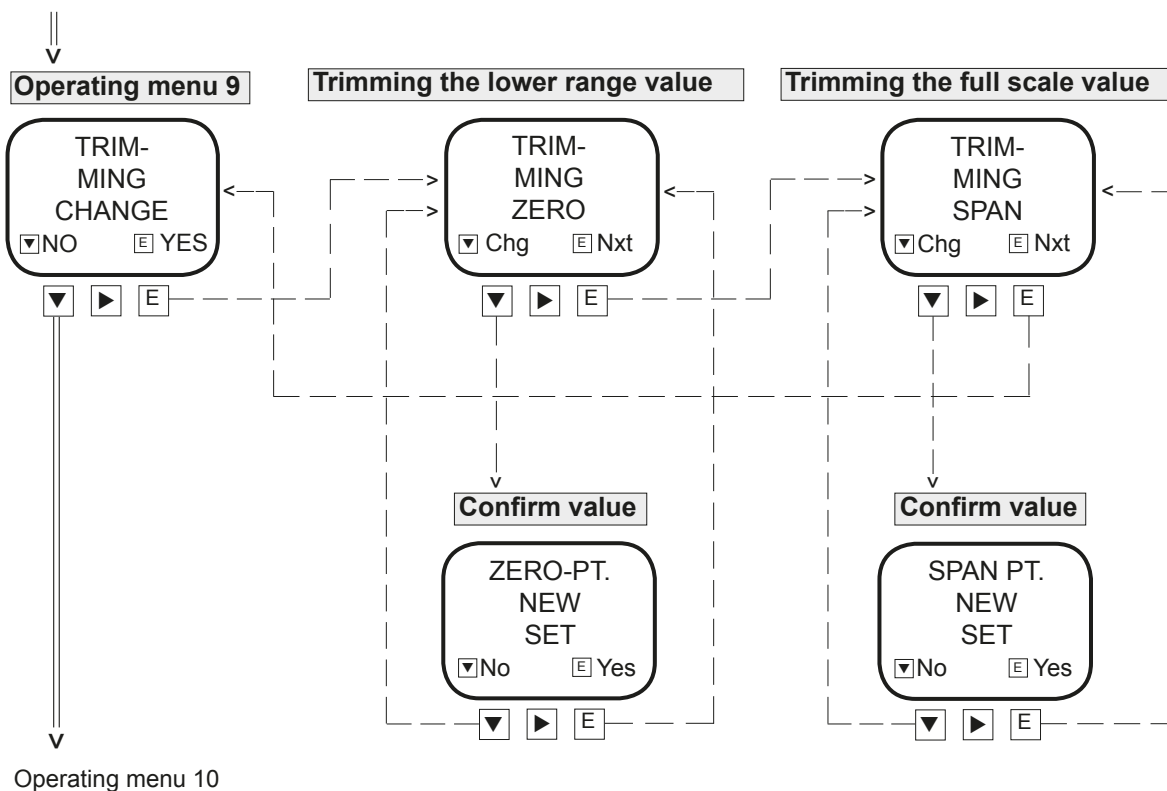 Operating menu 9
TRIM-
MING
CHANGE
▼NO E YES
▼ ▶ E
Trimming the lower range value
TRIM-
MING
ZERO
▼ Chg E Nxt
▼ ▶ E
Trimming the full scale value
TRIM-
MING
SPAN
▼Chg E Nxt
▼ ▶ E
Confirm value
ZERO-PT.
NEW
SET
▼No E Yes
▼ ▶ E
Confirm value
SPAN PT.
NEW
SET
▼No E Yes
▼ ▶ E
Operating menu 10